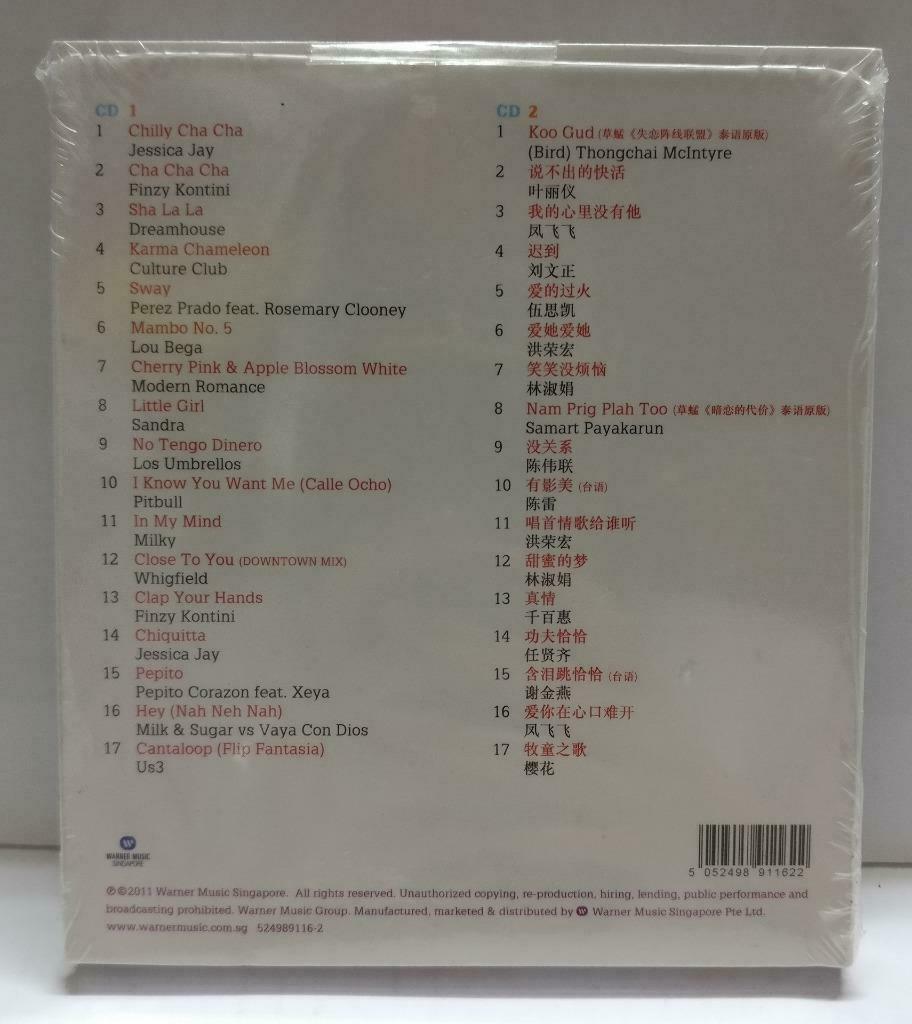 CD 1
1 Chilly Cha Cha
Jessica Jay
2 Cha Cha Cha
Finzy Kontini
3 Sha La La
Dreamhouse
4 Karma Chameleon
Culture Club
5 Sway
Perez Prado feat. Rosemary Clooney
6 Mambo No. 5
Lou Bega
7 Cherry Pink & Apple Blossom White
Modern Romance
8 Little Girl
Sandra
9 No Tengo Dinero
Los Umbrellos
10 I Know You Want Me (Calle Ocho)
Pitbull
11 In My Mind
Milky
12 Close To You (DOWNTOWN MIX)
Whigfield
13 Clap Your Hands
Finzy Kontini
14 Chiquitta
Jessica Jay
15 Pepito
Pepito Corazon feat. Xeya
16 Hey (Nah Neh Nah)
Milk & Sugar vs Vaya Con Dios
17 Cantaloop (Flip Fantasia)
Us3
CD 2
1 Koo Gud (草蜢《失恋阵线联盟》泰语原版)
(Bird) Thongchai McIntyre
2 说不出的快活
叶丽仪
3 我的心里没有他
凤飞飞
4 迟到
刘文正
5 爱的过火
伍思凯
6 爱她爱她
洪荣宏
7 笑笑没烦恼
林淑娟
8 Nam Prig Plah Too (草蜢《暗恋的代价》泰语原版)
Samart Payakarun
9 没关系
陈伟联
10 有影美 (台语)
陈雷
11 唱首情歌给谁听
洪荣宏
12 甜蜜的梦
林淑娟
13 真情
千百惠
14 功夫恰恰
任贤齐
15 含泪跳恰恰 (台语)
谢金燕
16 爱你在心口难开
凤飞飞
17 牧童之歌
樱花
WARNER MUSIC
SINGAPORE
5 052498 911622
℗©2011 Warner Music Singapore. All rights reserved. Unauthorized copying, re-production, hiring, lending, public performance and
broadcasting prohibited. Warner Music Group. Manufactured, marketed & distributed by Warner Music Singapore Pte Ltd.
www.warnermusic.com.sg 524989116-2